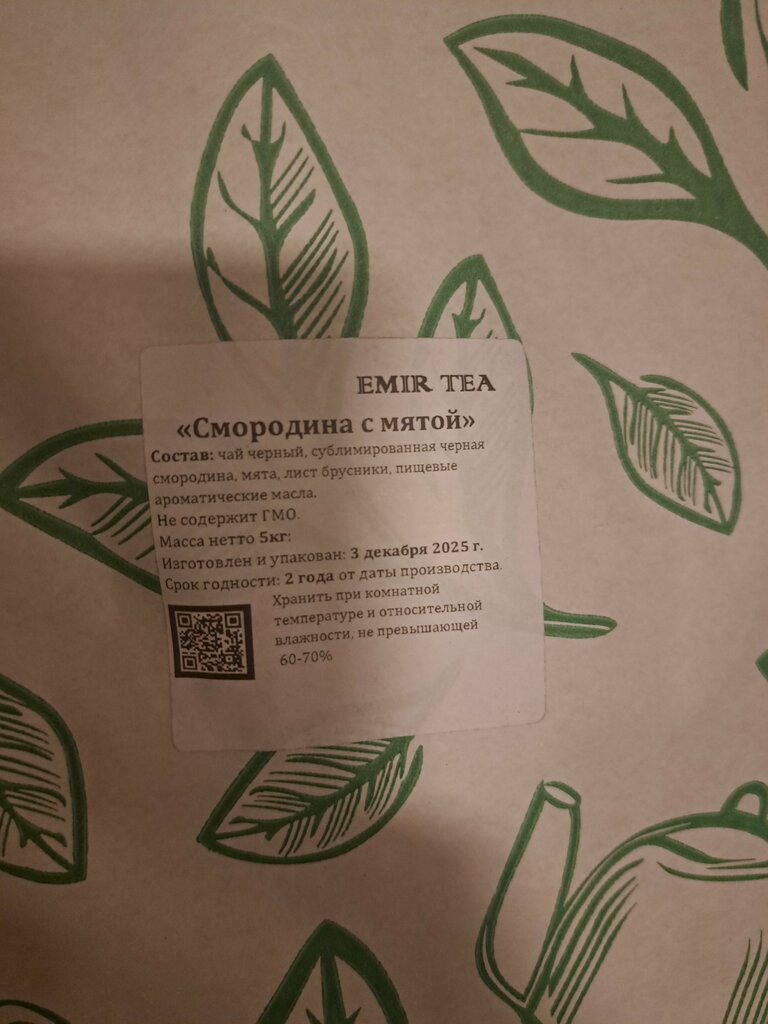 EMIR TEA
«Смородина с мятой»
Состав: чай черный, сублимированная черная
смородина, мята, лист брусники, пищевые
ароматические масла.
Не содержит ГМО.
Масса нетто 5кг:
Изготовлен и упакован: 3 декабря 2025 г.
Срок годности: 2 года от даты производства.
Хранить при комнатной
температуре и относительной
влажности, не превышающей
60-70%